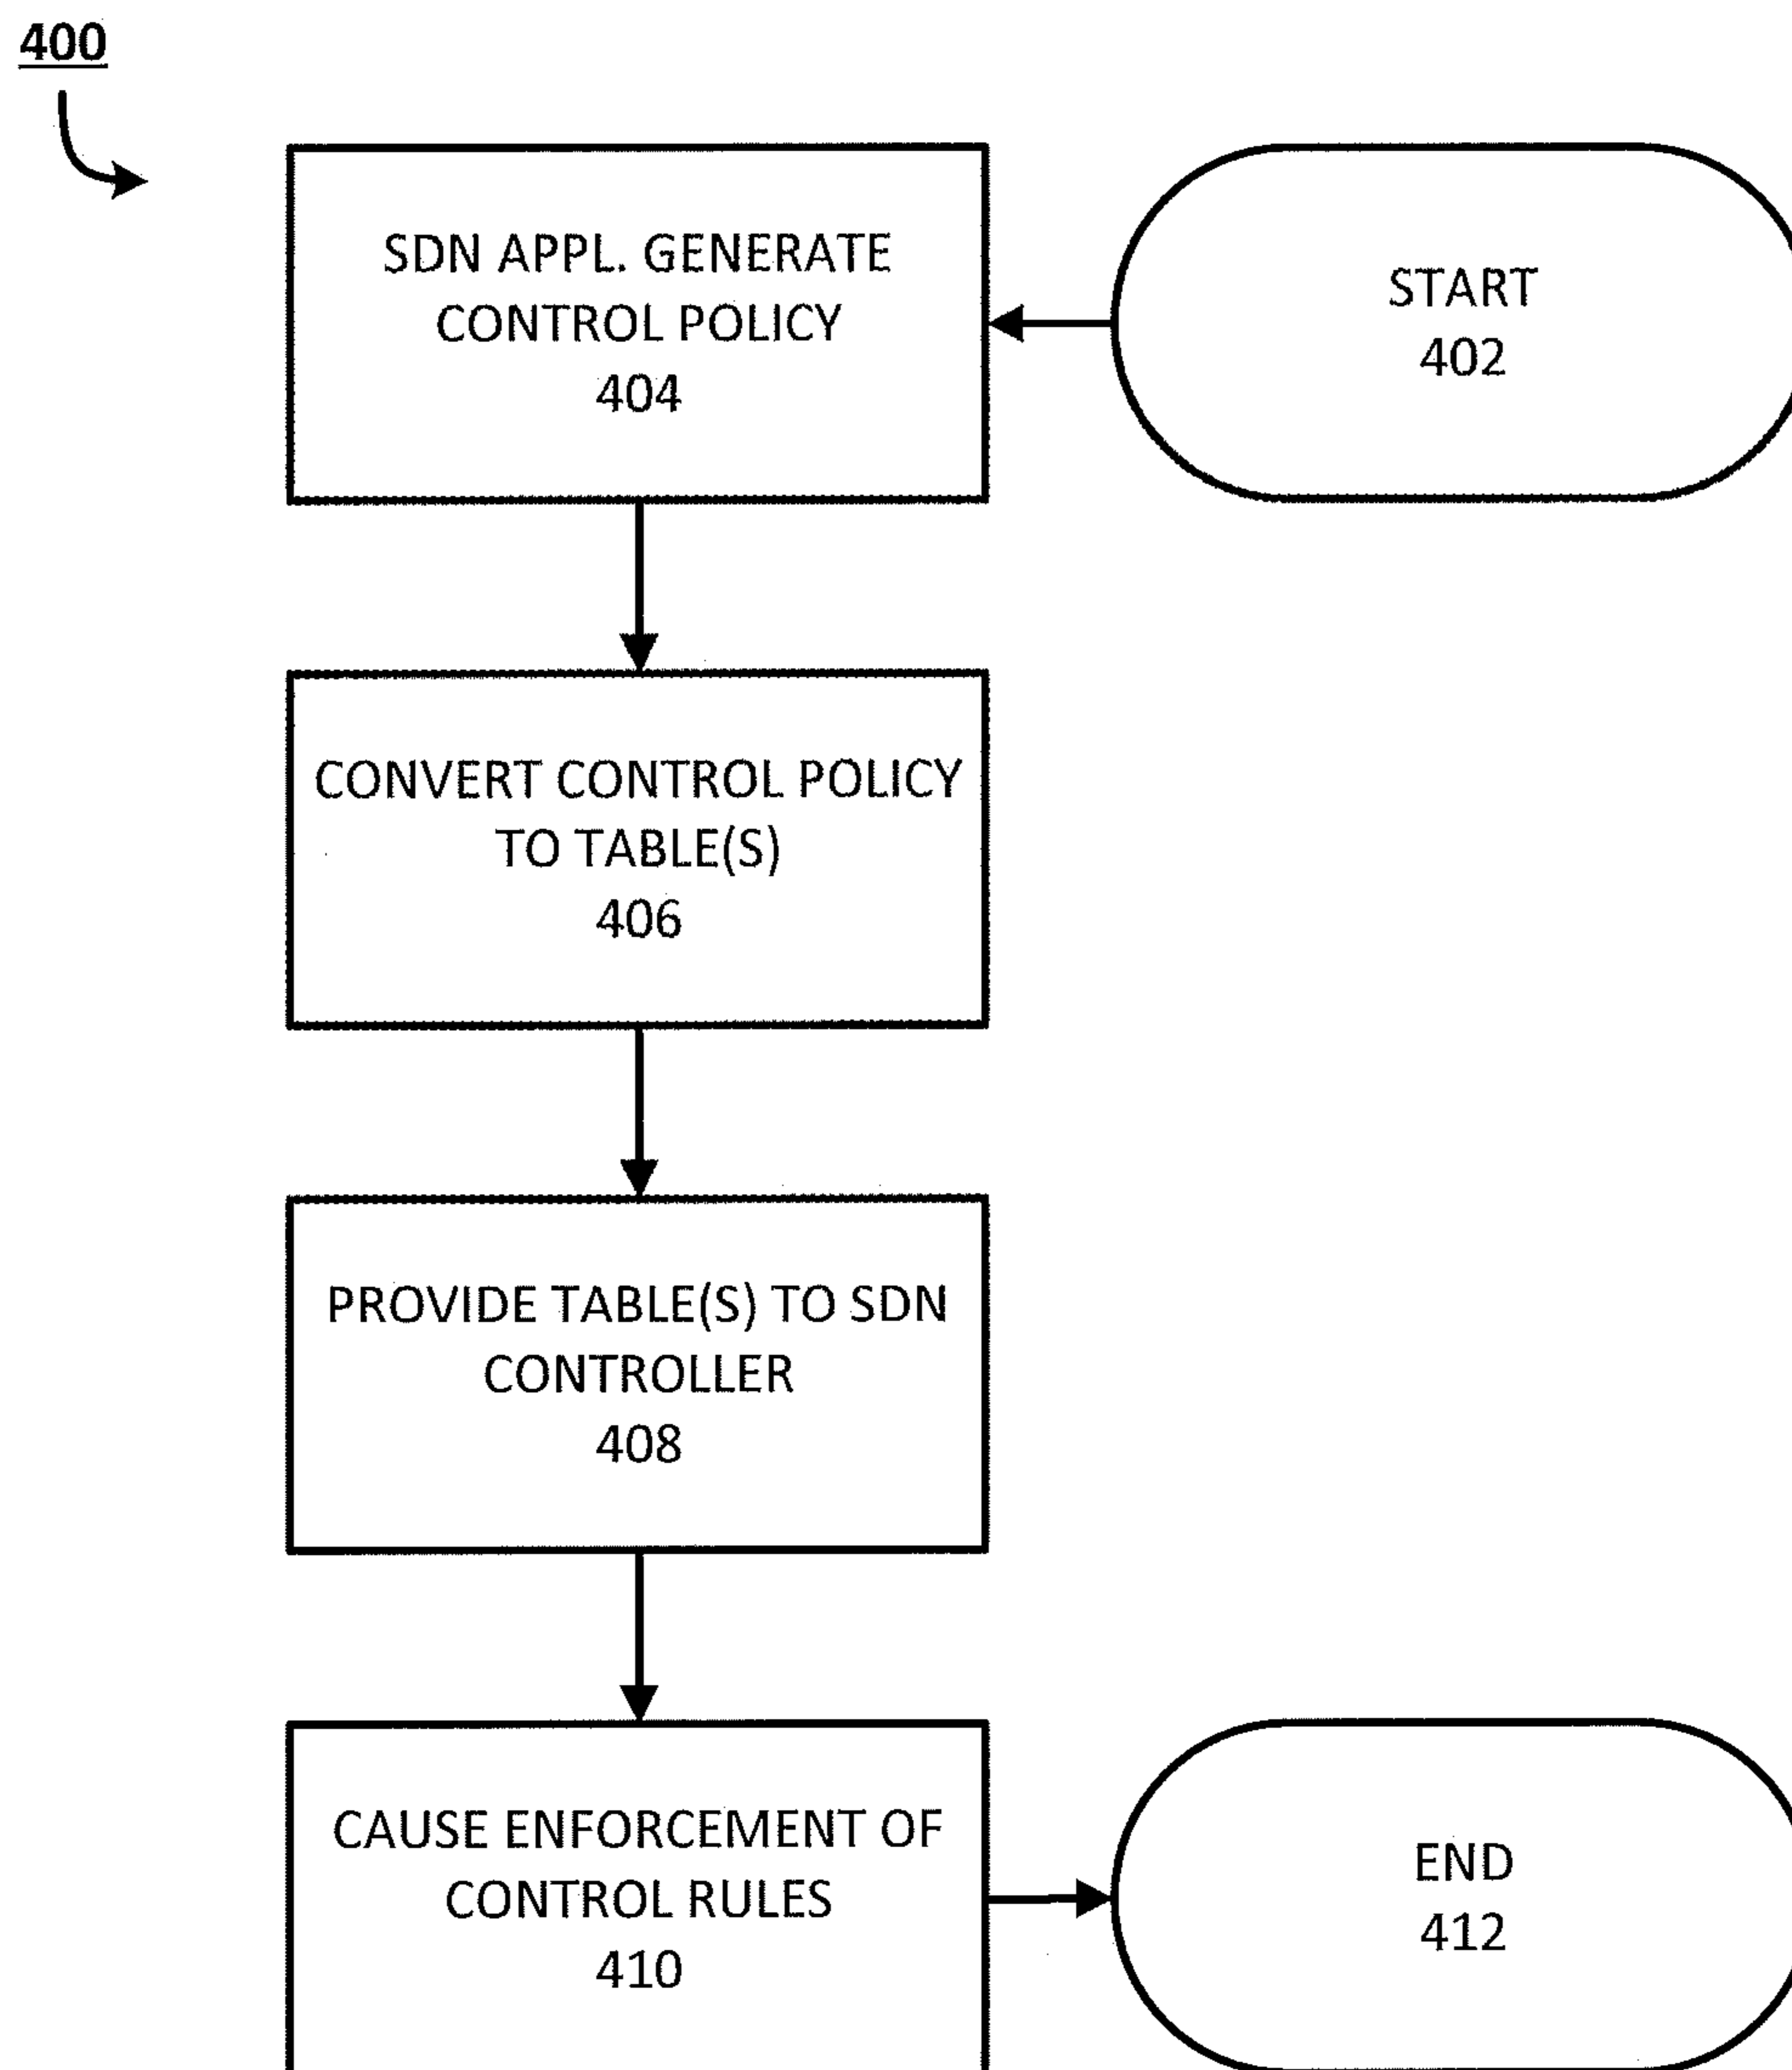 400
SDN APPL. GENERATE
CONTROL POLICY
404
START
402
CONVERT CONTROL POLICY
TO TABLE(S)
406
PROVIDE TABLE(S) TO SDN
CONTROLLER
408
CAUSE ENFORCEMENT OF
CONTROL RULES
410
END
412